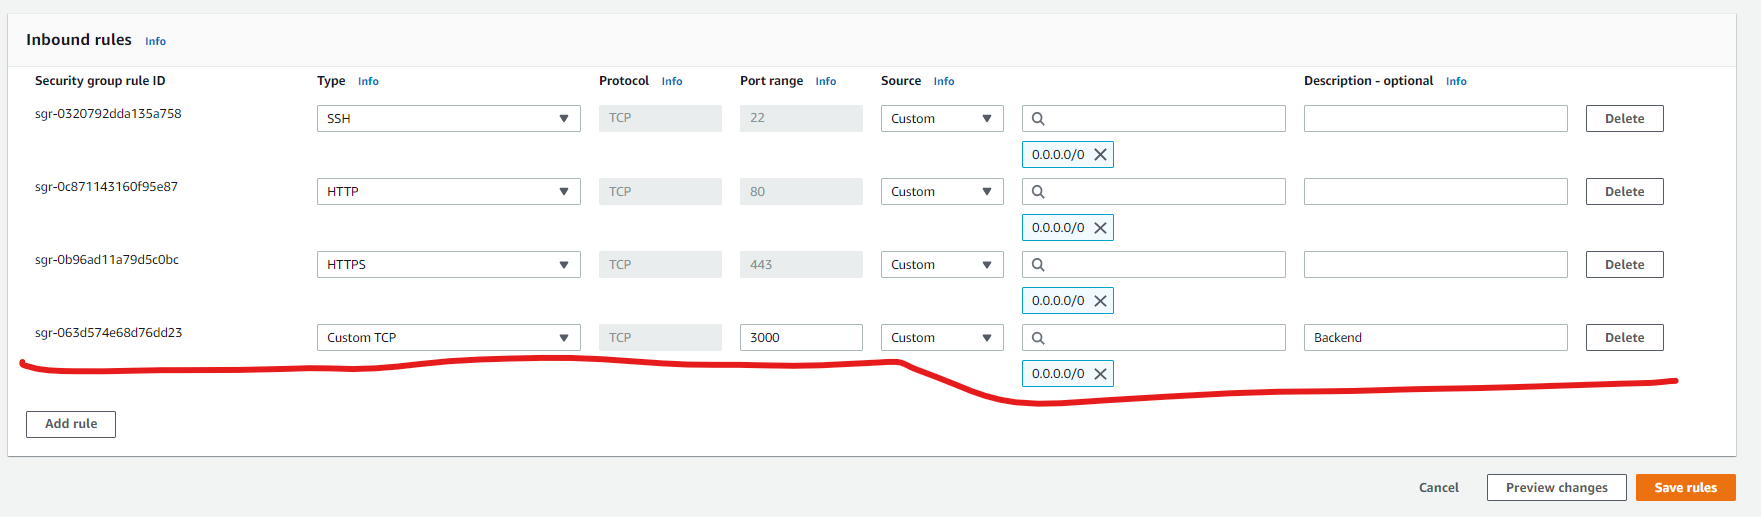 Inbound rules Info
Security group rule ID Type Info Protocol Info Port range Info Source Info Description - optional Info
sgr-0320792dda135a758 SSH TCP 22 Custom Delete
0.0.0.0/0
sgr-0c871143160f95e87 HTTP TCP 80 Custom Delete
0.0.0.0/0
sgr-0b96ad11a79d5c0bc HTTPS TCP 443 Custom Delete
0.0.0.0/0
sgr-063d574e68d76dd23 Custom TCP TCP 3000 Custom Backend Delete
0.0.0.0/0
Add rule
Cancel Preview changes Save rules